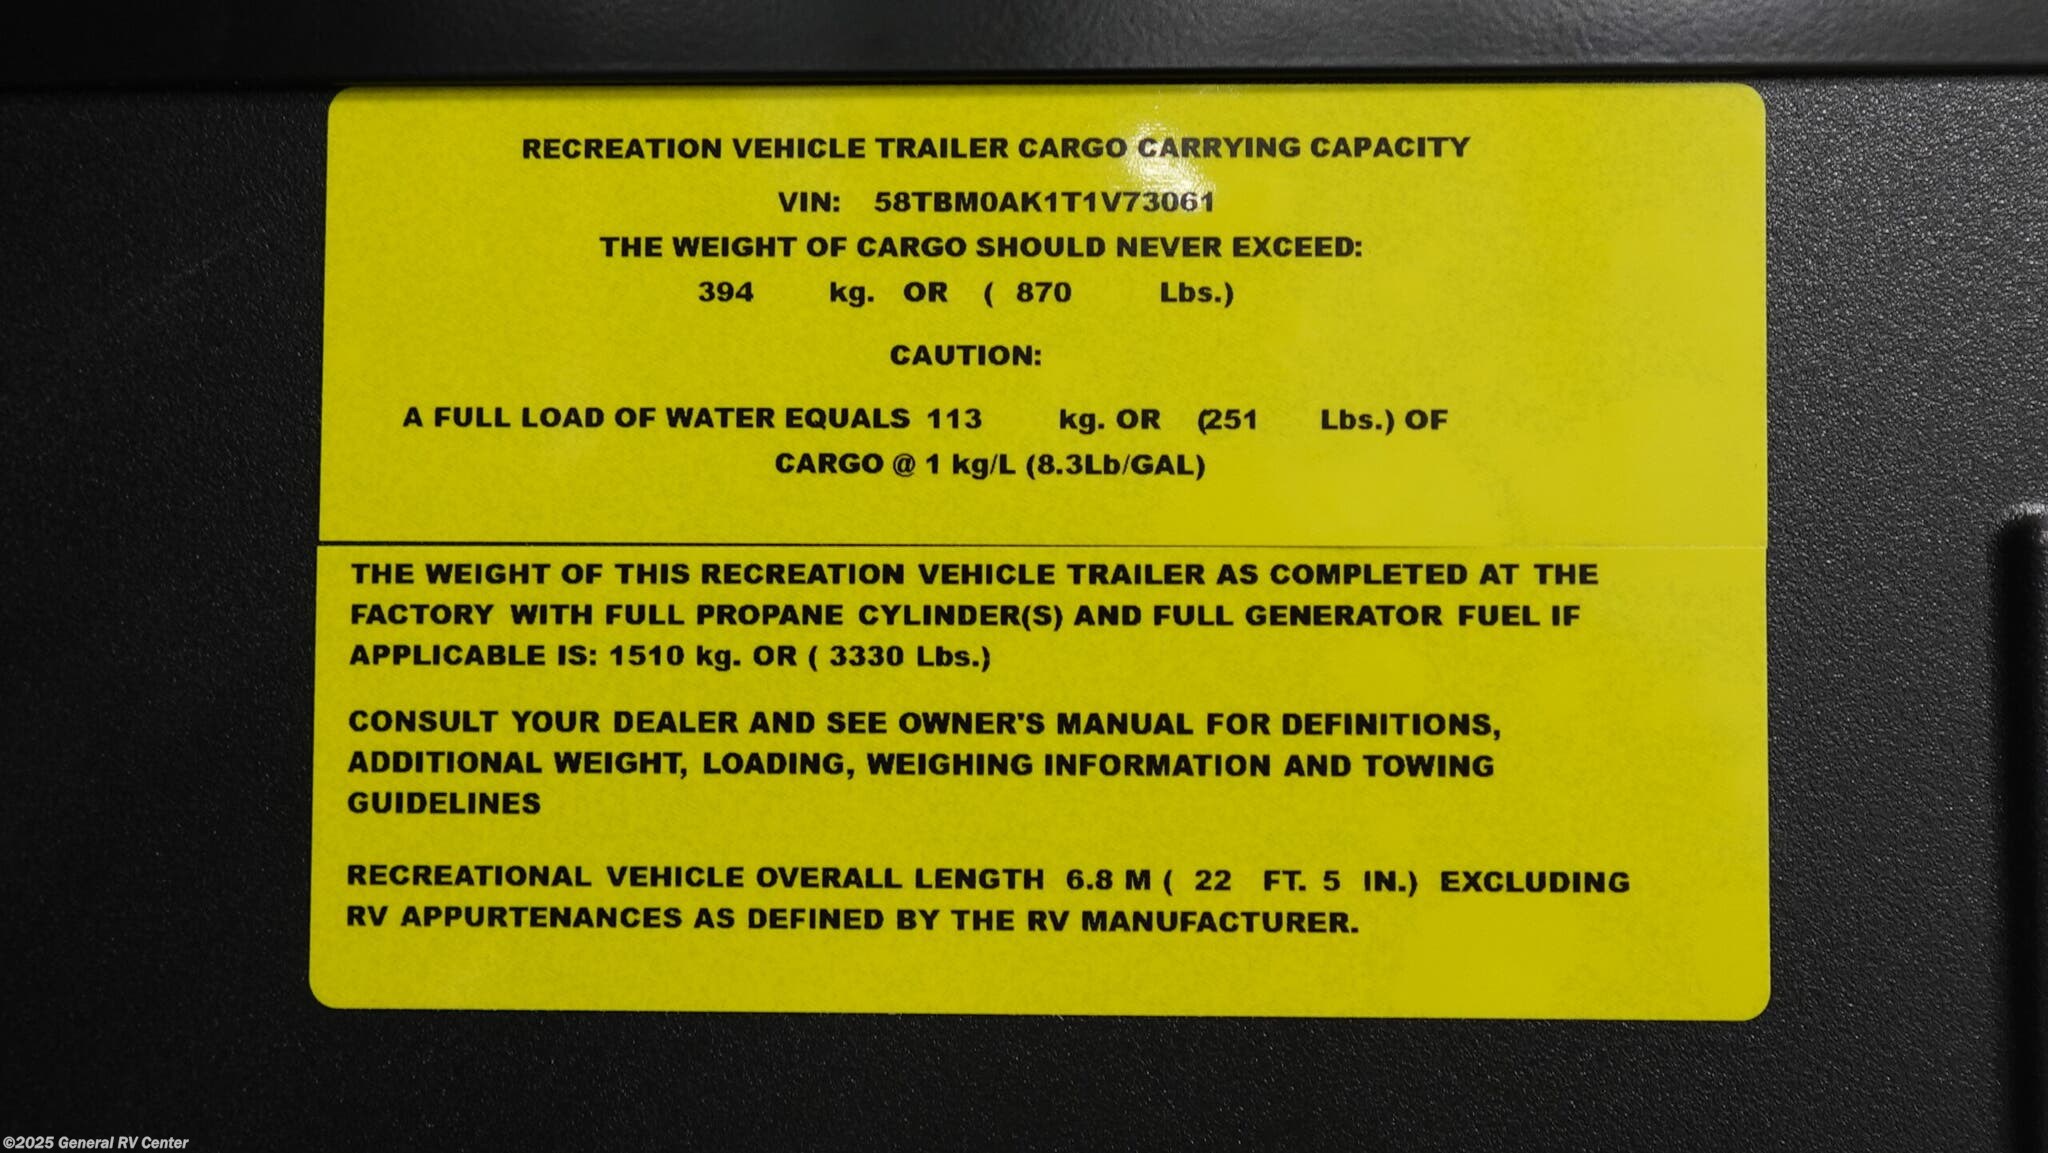 RECREATION VEHICLE TRAILER CARGO CARRYING CAPACITY
VIN: 58TBM0AK1T1V73061
THE WEIGHT OF CARGO SHOULD NEVER EXCEED:
394 kg. OR ( 870 Lbs.)
CAUTION:
A FULL LOAD OF WATER EQUALS 113 kg. OR (251 Lbs.) OF
CARGO @ 1 kg/L (8.3Lb/GAL)
THE WEIGHT OF THIS RECREATION VEHICLE TRAILER AS COMPLETED AT THE
FACTORY WITH FULL PROPANE CYLINDER(S) AND FULL GENERATOR FUEL IF
APPLICABLE IS: 1510 kg. OR ( 3330 Lbs.)
CONSULT YOUR DEALER AND SEE OWNER'S MANUAL FOR DEFINITIONS,
ADDITIONAL WEIGHT, LOADING, WEIGHING INFORMATION AND TOWING
GUIDELINES
RECREATIONAL VEHICLE OVERALL LENGTH 6.8 M ( 22 FT. 5 IN.) EXCLUDING
RV APPURTENANCES AS DEFINED BY THE RV MANUFACTURER.
©2025 General RV Center